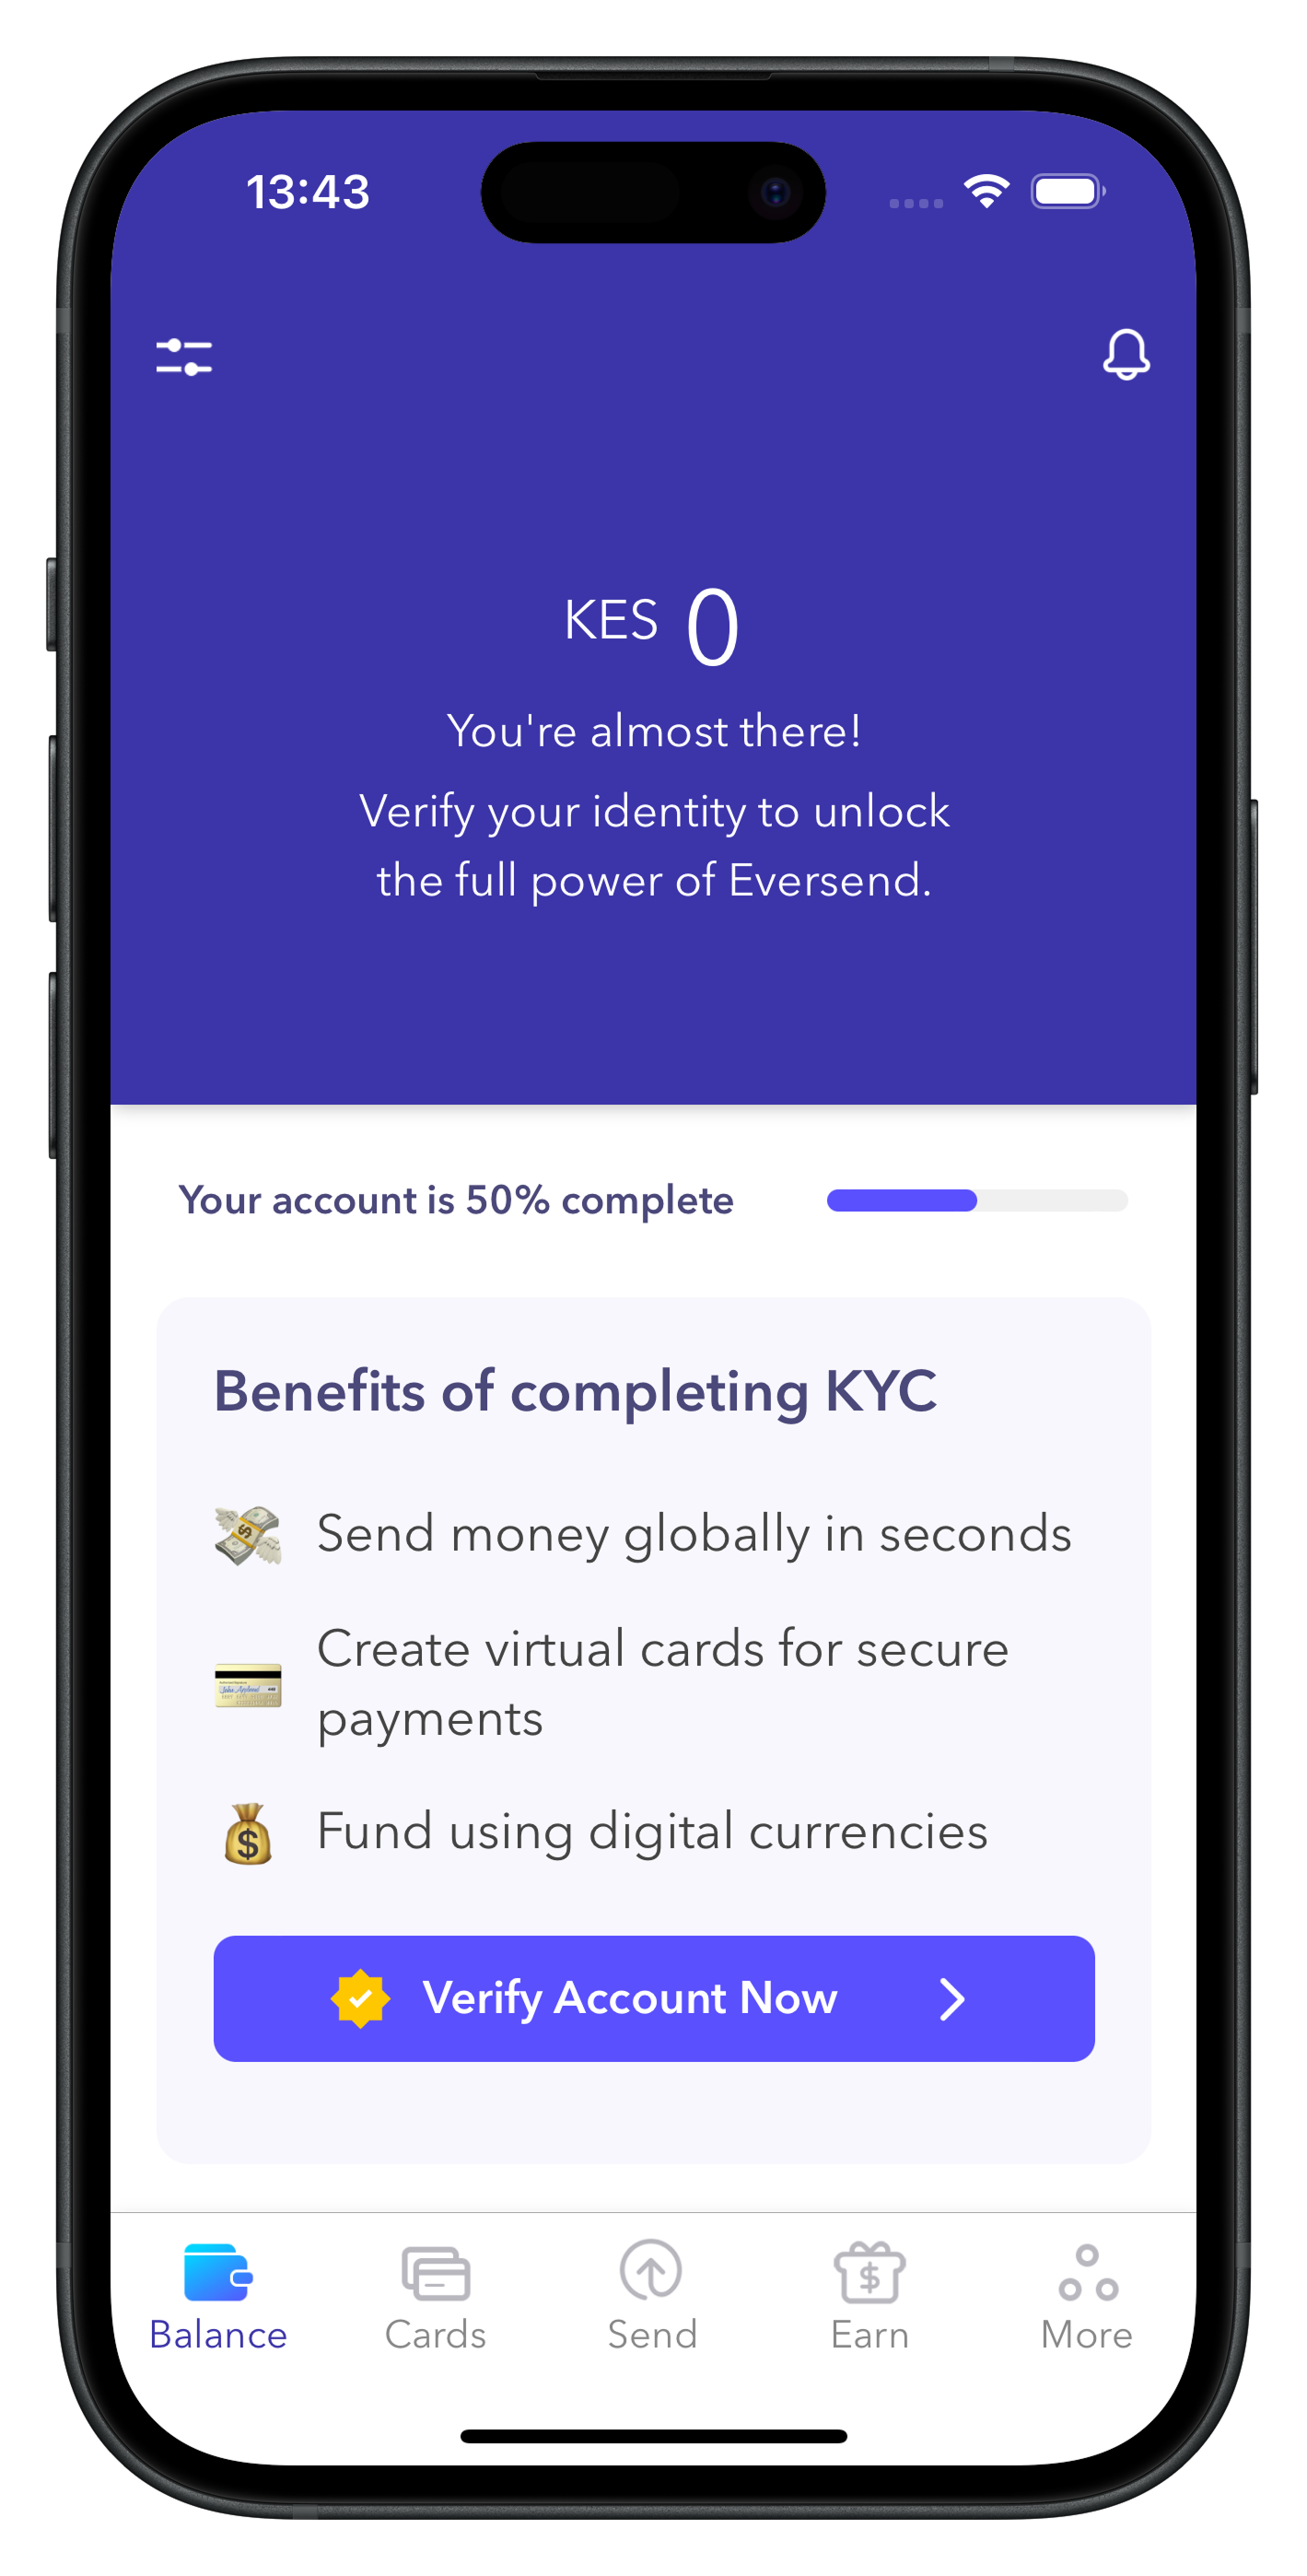 13:43
KES 0
You're almost there!
Verify your identity to unlock
the full power of Eversend.
Your account is 50% complete
Benefits of completing KYC
Send money globally in seconds
Create virtual cards for secure
payments
Fund using digital currencies
Verify Account Now
Balance
Cards
Send
Earn
More